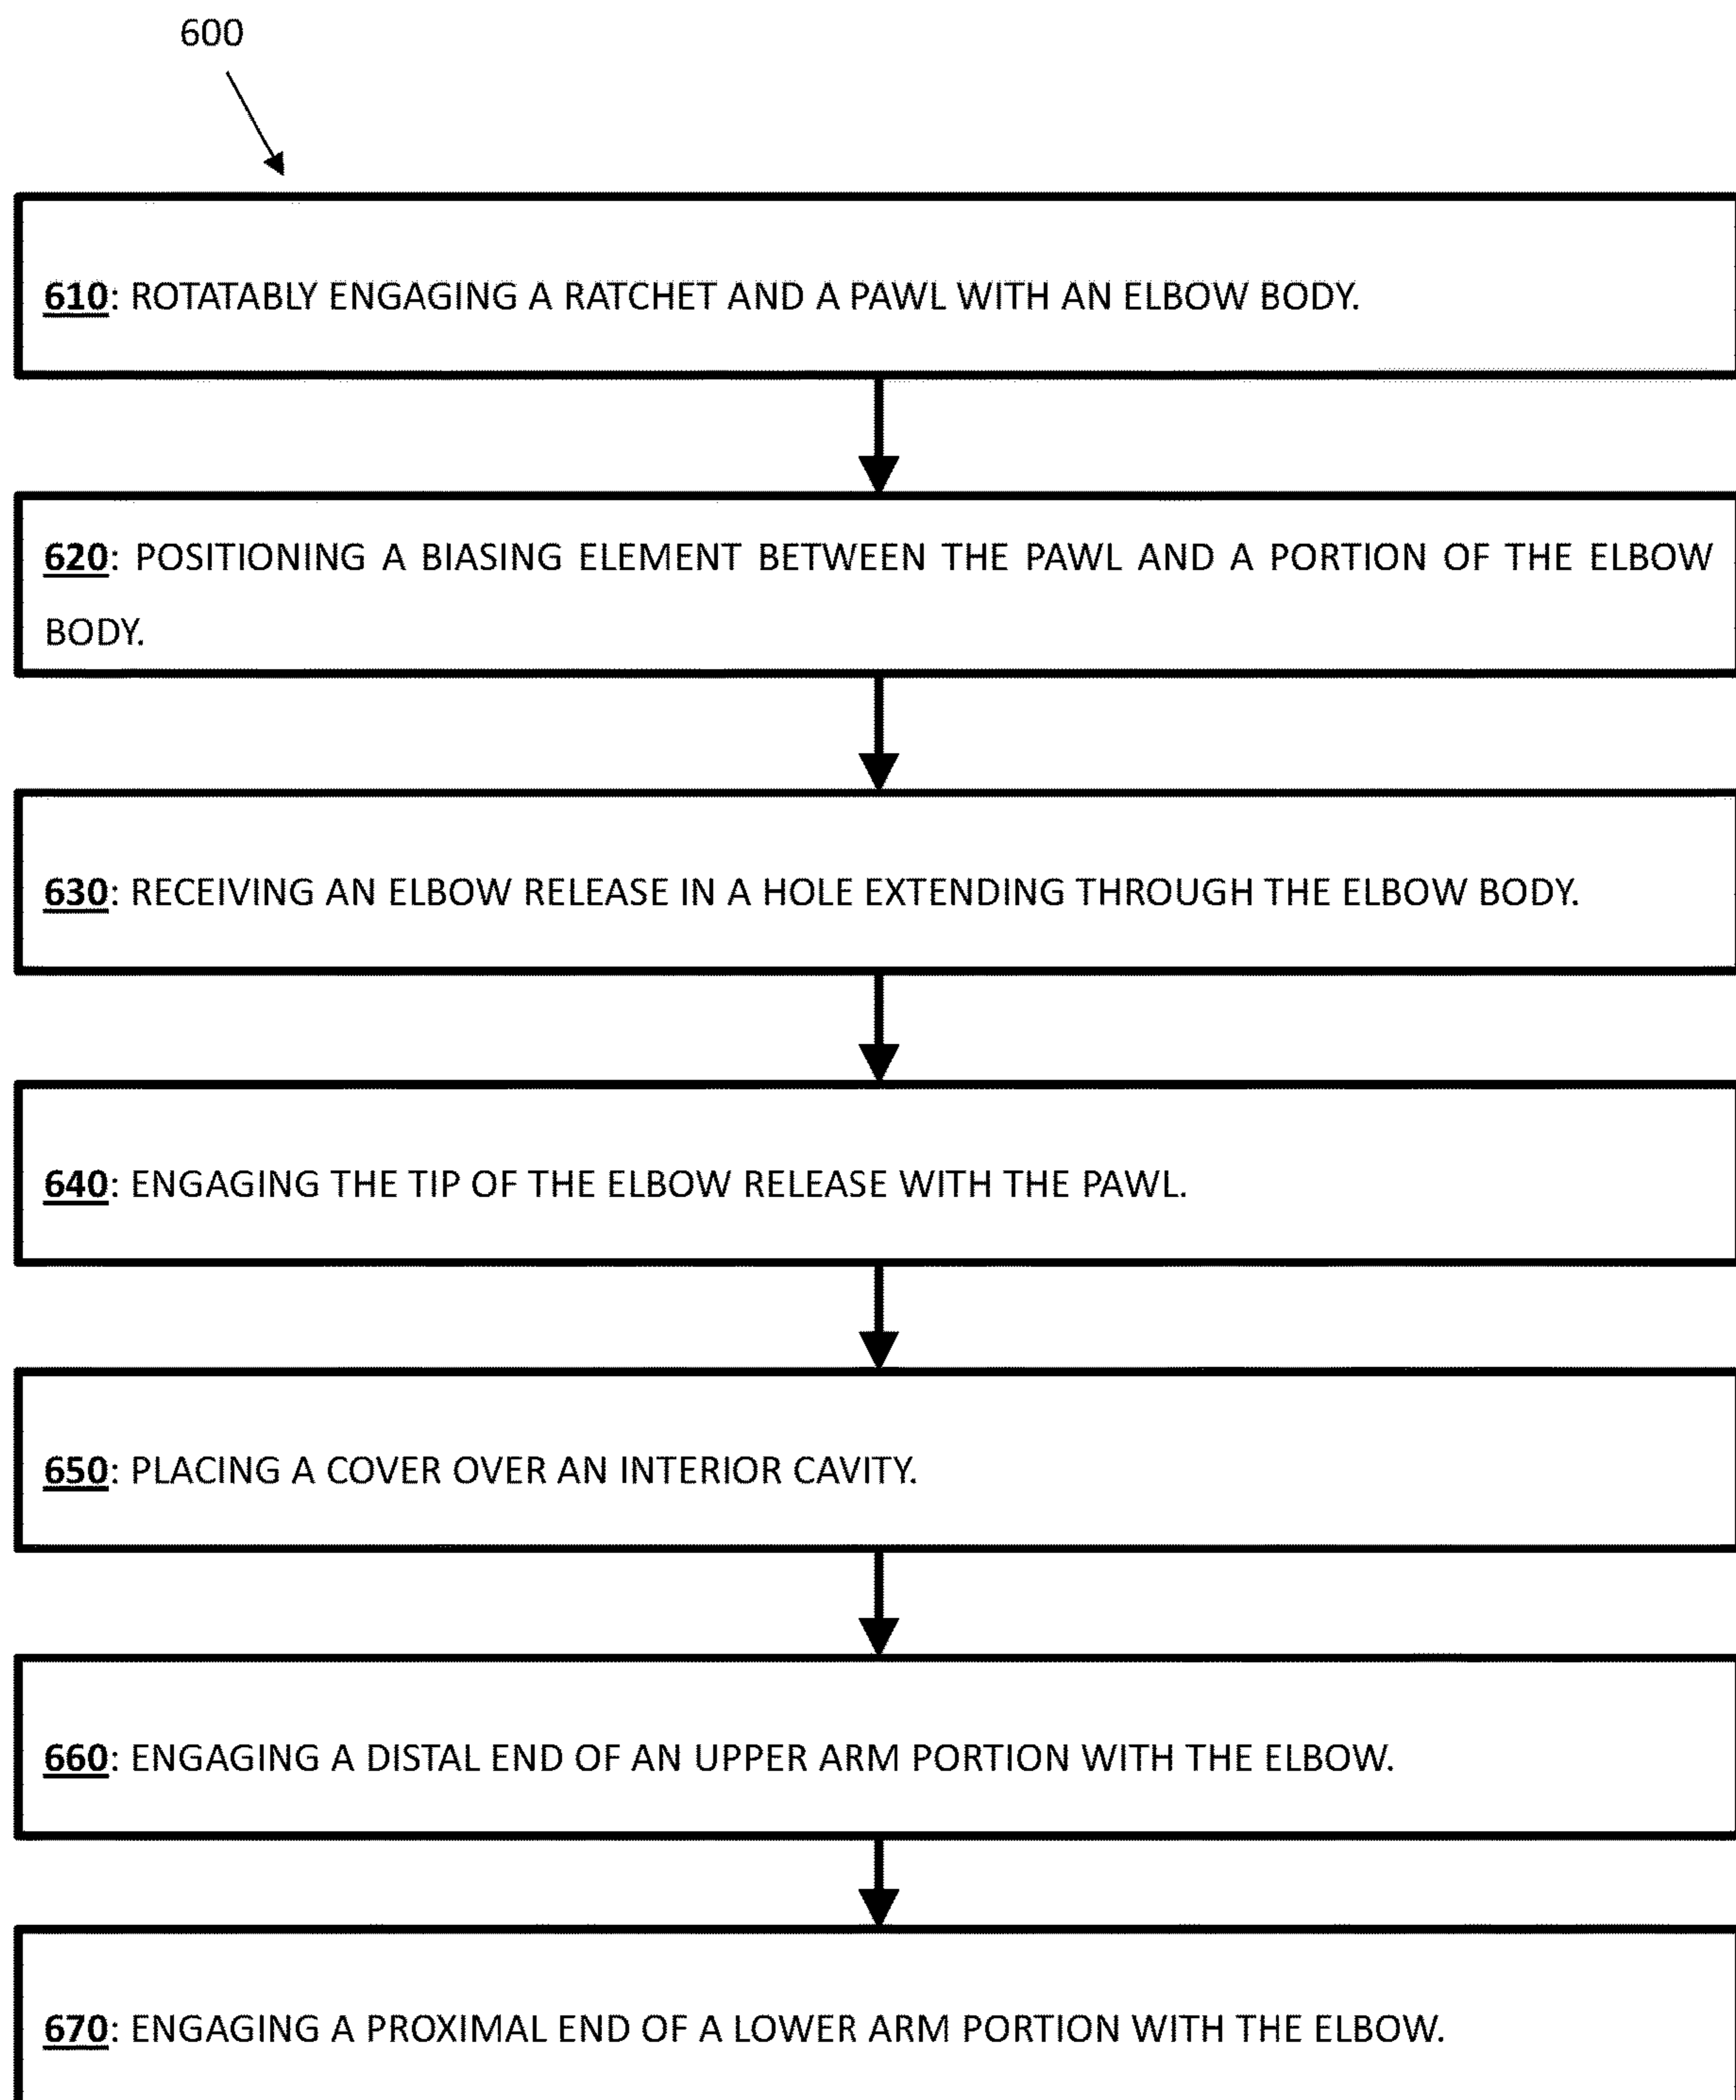 600
610: ROTATABLY ENGAGING A RATCHET AND A PAWL WITH AN ELBOW BODY.
620: POSITIONING A BIASING ELEMENT BETWEEN THE PAWL AND A PORTION OF THE ELBOW
BODY.
630: RECEIVING AN ELBOW RELEASE IN A HOLE EXTENDING THROUGH THE ELBOW BODY.
640: ENGAGING THE TIP OF THE ELBOW RELEASE WITH THE PAWL.
650: PLACING A COVER OVER AN INTERIOR CAVITY.
660: ENGAGING A DISTAL END OF AN UPPER ARM PORTION WITH THE ELBOW.
670: ENGAGING A PROXIMAL END OF A LOWER ARM PORTION WITH THE ELBOW.